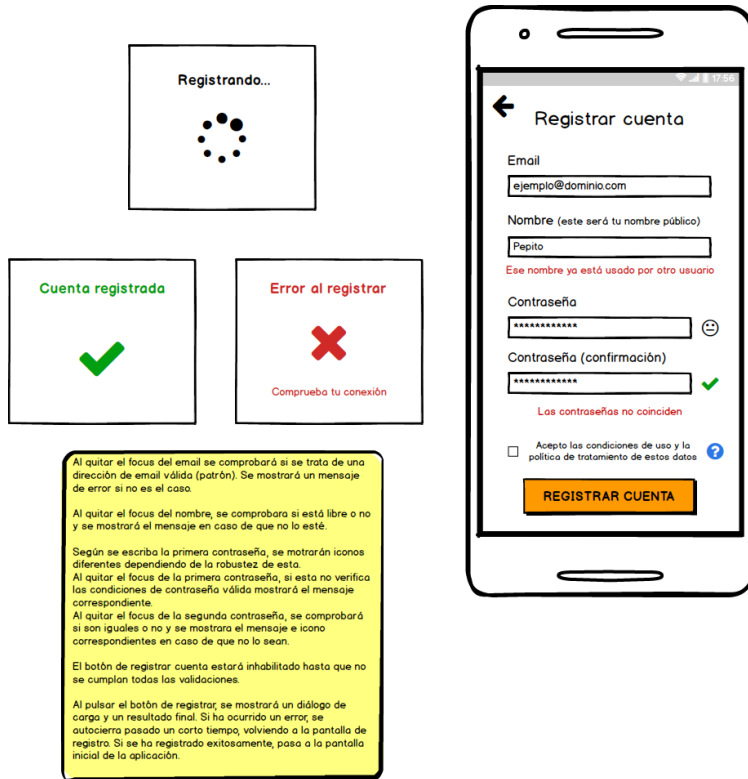 Registrando...
Cuenta registrada
Error al registrar
Comprueba tu conexión
Al quitar el focus del email se comprobará si se trata de una
dirección de email válida (patrón). Se mostrará un mensaje
de error si no es el caso.
Al quitar el focus del nombre, se comprobara si está libre o no
y se mostrará el mensaje en caso de que no lo esté.
Según se escriba la primera contraseña, se motrarán iconos
diferentes dependiendo de la robustez de esta.
Al quitar el focus de la primera contraseña, si esta no verifica
las condiciones de contraseña válida mostrará el mensaje
correspondiente.
Al quitar el focus de la segunda contraseña, se comprobará
si son iguales o no y se mostrara el mensaje e icono
correspondientes en caso de que no lo sean.
El botón de registrar cuenta estará inhabilitado hasta que no
se cumplan todas las validaciones.
Al pulsar el botón de registrar, se mostrará un diálogo de
carga y un resultado final. Si ha ocurrido un error, se
autocierra pasado un corto tiempo, volviendo a la pantalla de
registro. Si se ha registrado exitosamente, pasa a la pantalla
inicial de la aplicación.
17:56
Registrar cuenta
Email
ejemplo@dominio.com
Nombre (este será tu nombre público)
Pepito
Ese nombre ya está usado por otro usuario
Contraseña
************
Contraseña (confirmación)
************
Las contraseñas no coinciden
Acepto las condiciones de uso y la
política de tratamiento de estos datos
?
REGISTRAR CUENTA